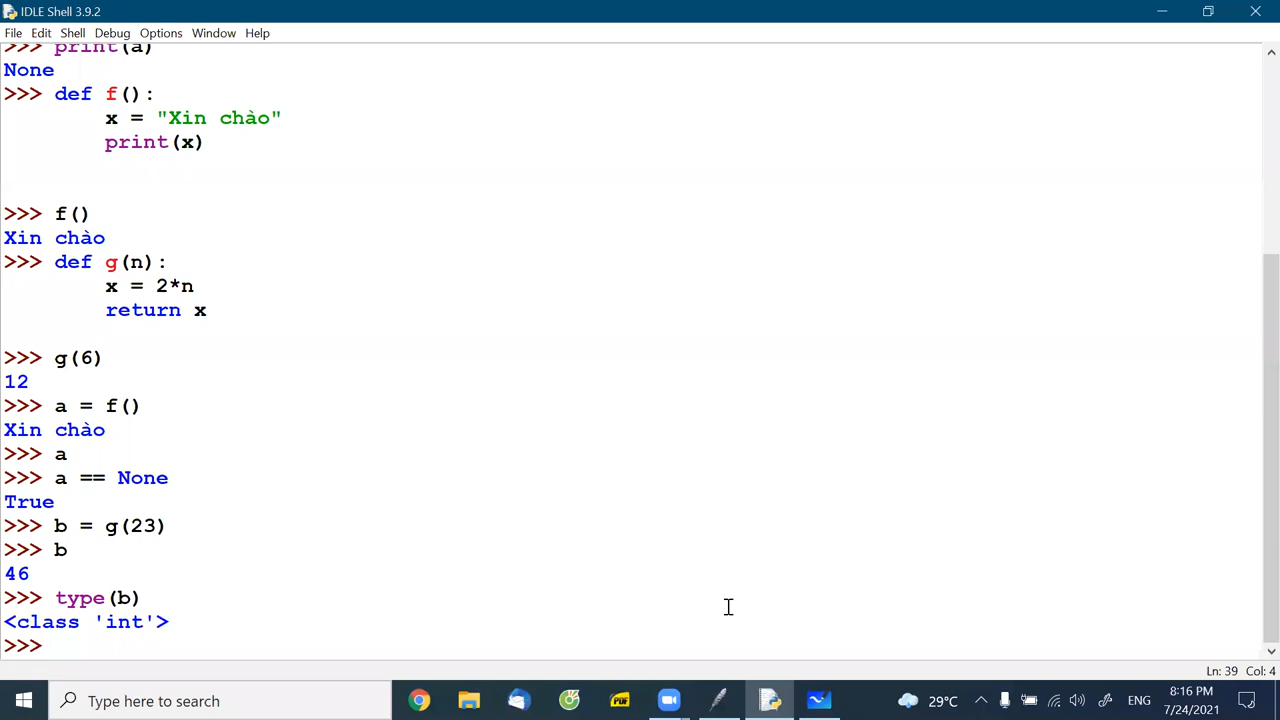 IDLE Shell 3.9.2
File Edit Shell Debug Options Window Help
>>> print(a)
None
>>> def f():
x = "Xin chào"
print(x)
>>> f()
Xin chào
>>> def g(n):
x = 2*n
return x
>>> g(6)
12
>>> a = f()
Xin chào
>>> a
>>> a == None
True
>>> b = g(23)
>>> b
46
>>> type(b)
<class 'int'>
>>>
Ln: 39 Col: 4
Type here to search
PDF
29°C
ENG
8:16 PM
7/24/2021